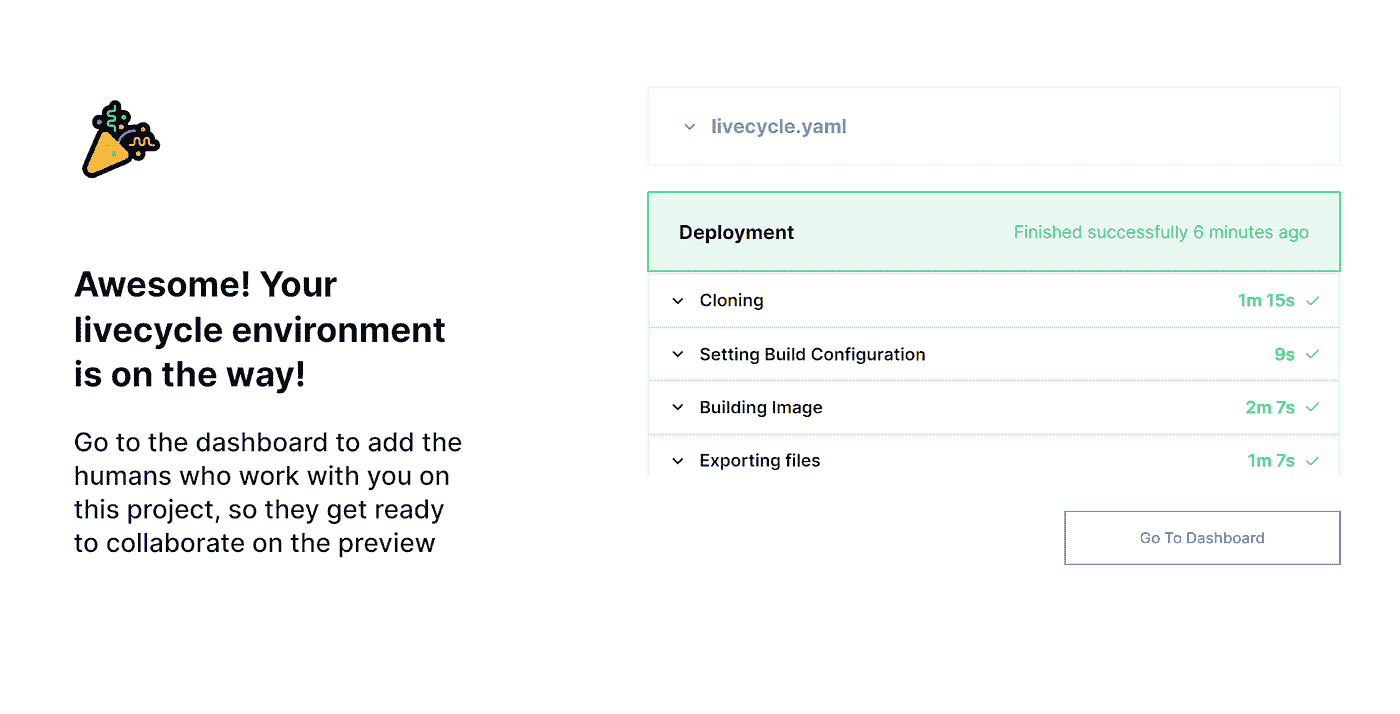 Awesome! Your
livecycle environment
is on the way!
Go to the dashboard to add the
humans who work with you on
this project, so they get ready
to collaborate on the preview
livecycle.yaml
Deployment Finished successfully 6 minutes ago
Cloning 1m 15s
Setting Build Configuration 9s
Building Image 2m 7s
Exporting files 1m 7s
Go To Dashboard